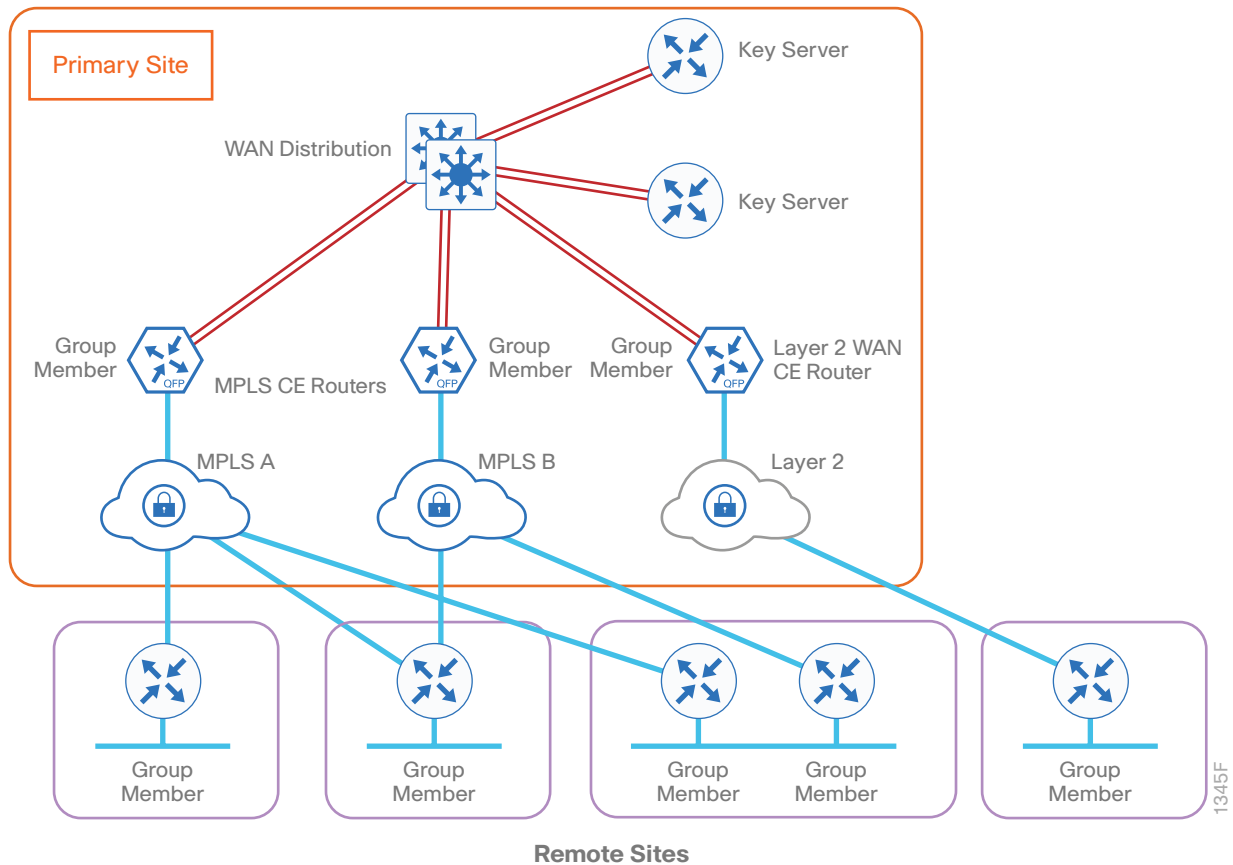 Primary Site
Key Server
WAN Distribution
Key Server
Group
Member
QFP
MPLS CE Routers
QFP
Group
Member
Group
Member
QFP
Layer 2 WAN
CE Router
MPLS A
MPLS B
Layer 2
Group
Member
Group
Member
Group
Member
Group
Member
Group
Member
1345F
Remote Sites